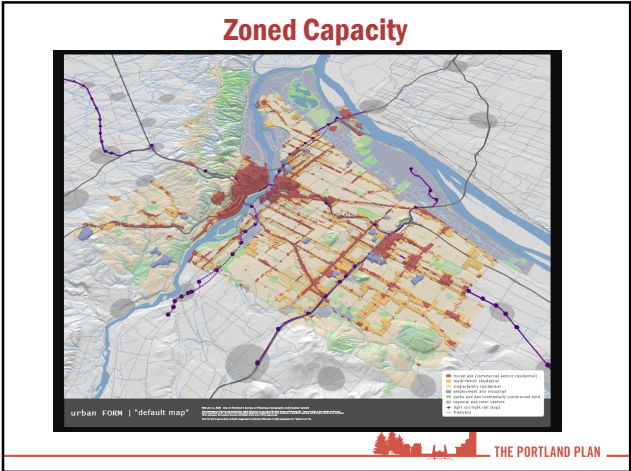 Zoned Capacity
mixed use (commercial and/or residential)
multi-family residential
single-family residential
employment and industrial
parks and environmentally-constrained land
regional and town centers
light rail/light rail stops
freeways
urban FORM | "default map"
THE PORTLAND PLAN